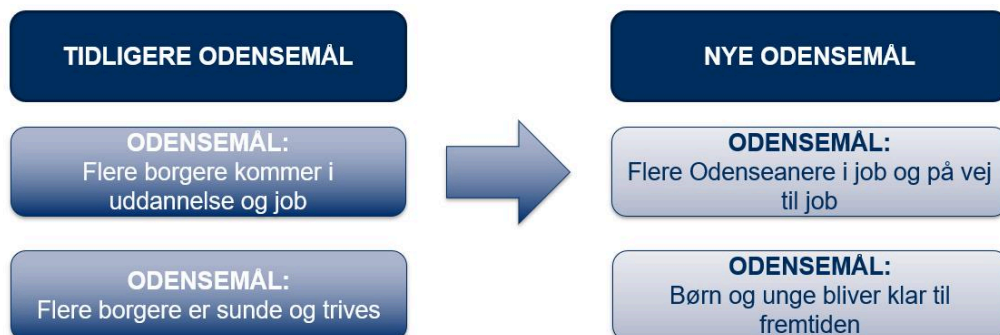 TIDLIGERE ODENSEMÅL
ODENSEMÅL:
Flere borgere kommer i
uddannelse og job
ODENSEMÅL:
Flere borgere er sunde og trives
NYE ODENSEMÅL
ODENSEMÅL:
Flere Odenseanere i job og på vej
til job
ODENSEMÅL:
Børn og unge bliver klar til
fremtiden